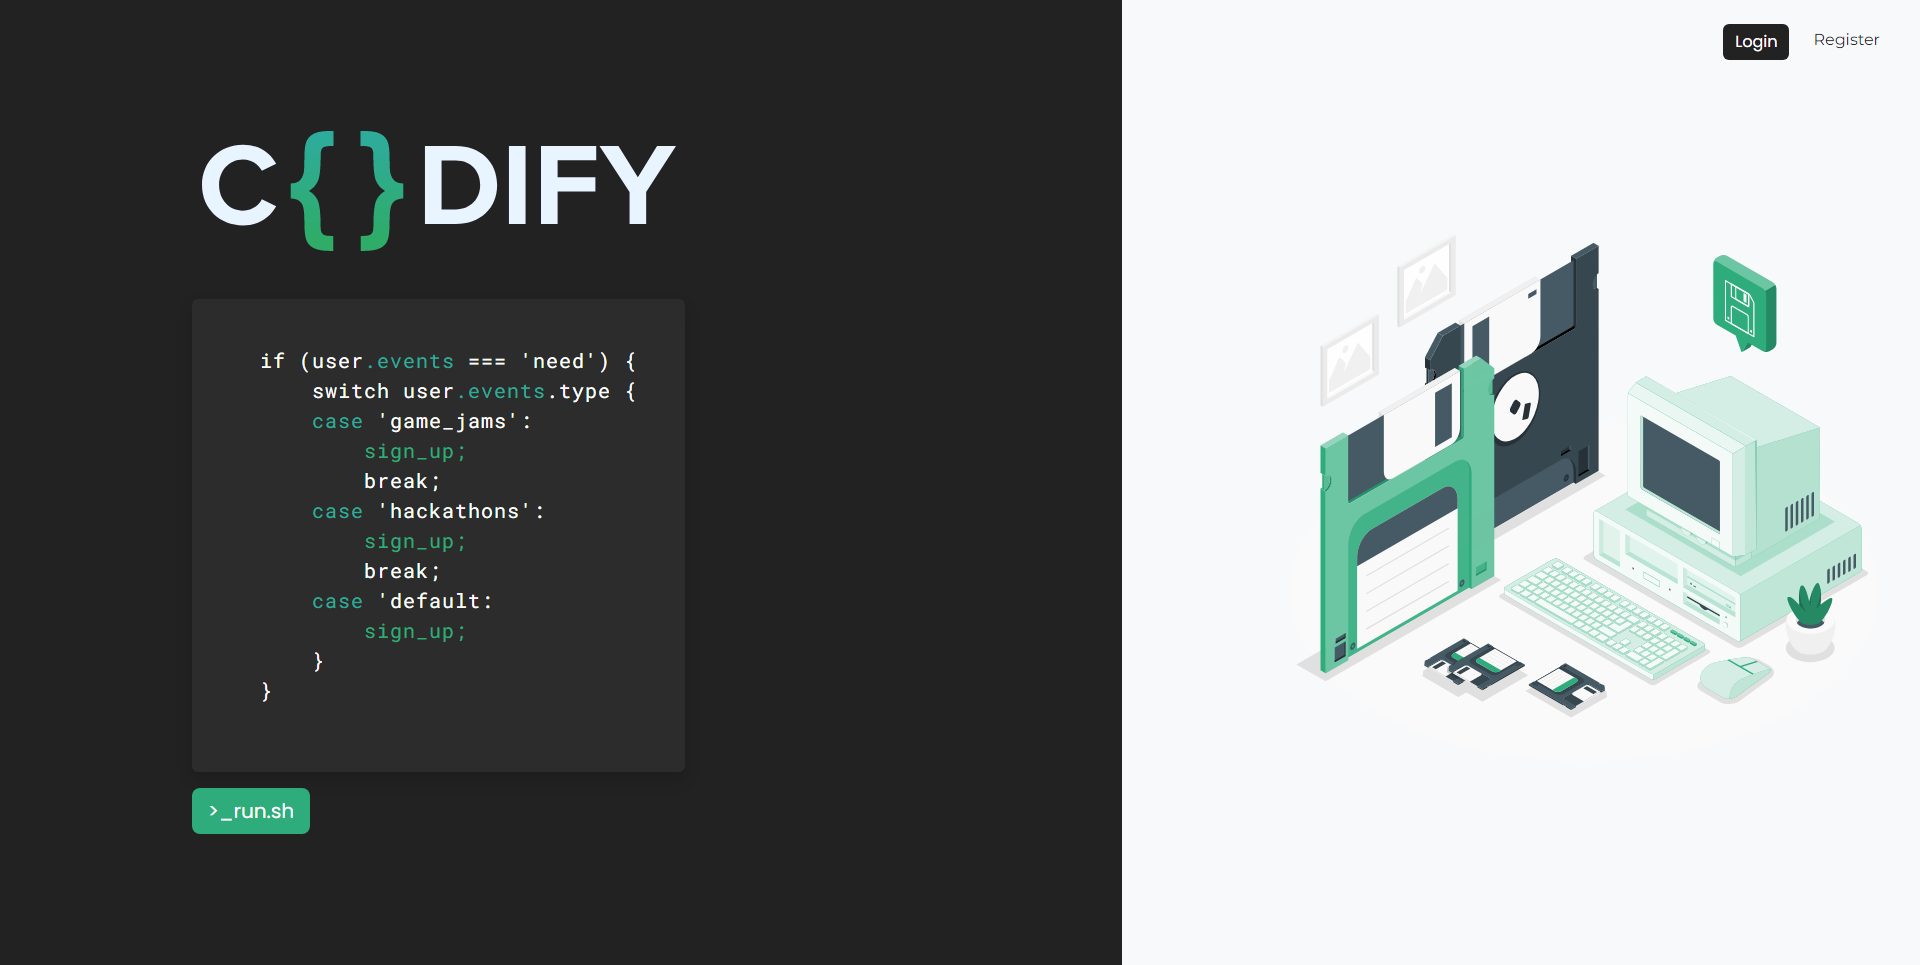 Login Register
C{ }DIFY
if (user.events === 'need') {
switch user.events.type {
case 'game_jams':
sign_up;
break;
case 'hackathons':
sign_up;
break;
case 'default:
sign_up;
}
}
>_run.sh